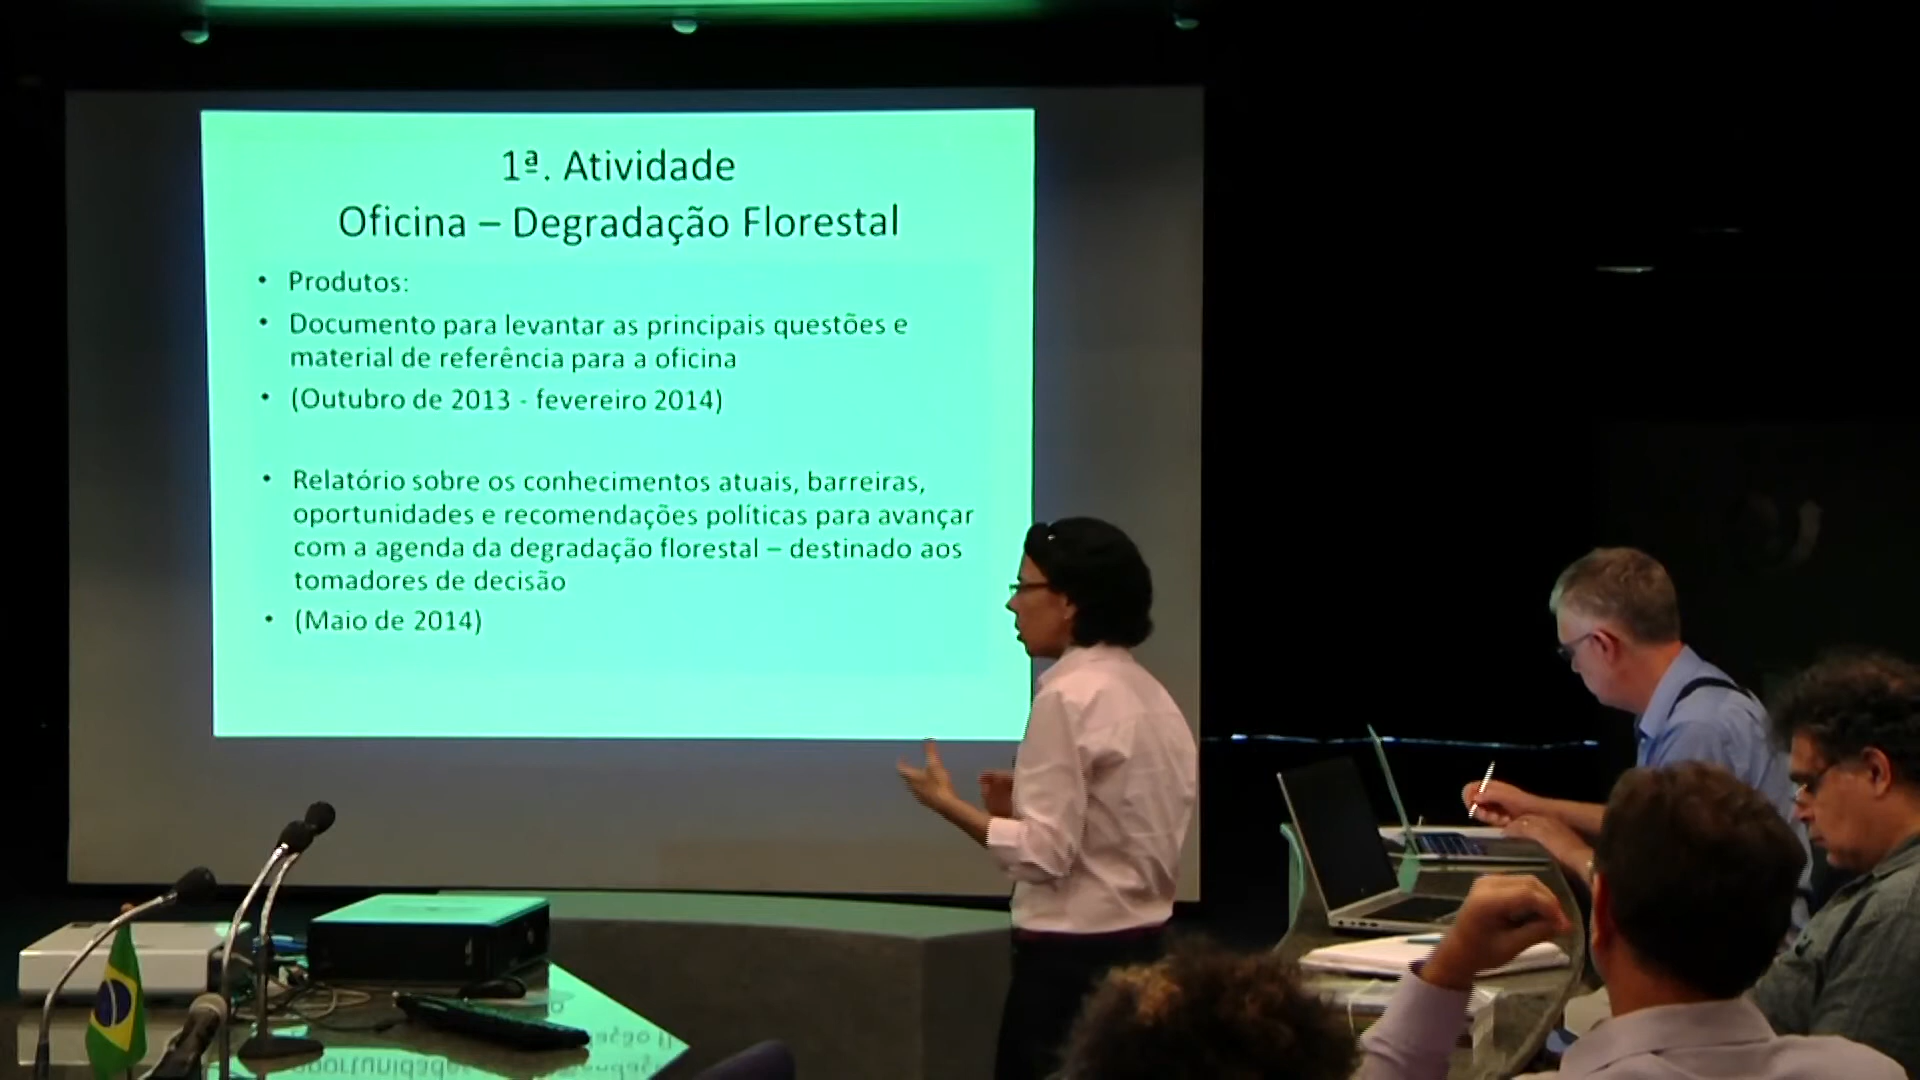 1ª. Atividade
Oficina – Degradação Florestal
• Produtos:
• Documento para levantar as principais questões e
material de referência para a oficina
• (Outubro de 2013 - fevereiro 2014)
• Relatório sobre os conhecimentos atuais, barreiras,
oportunidades e recomendações políticas para avançar
com a agenda da degradação florestal – destinado aos
tomadores de decisão
• (Maio de 2014)